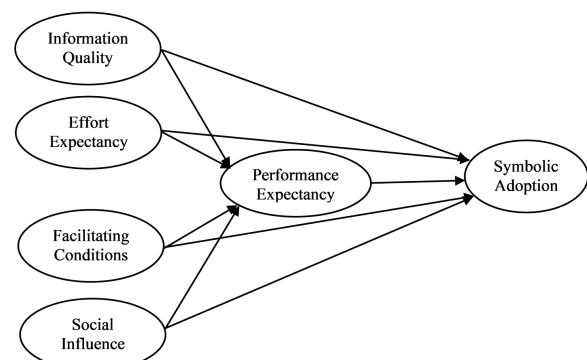 Information
Quality
Effort
Expectancy
Performance
Expectancy
Symbolic
Adoption
Facilitating
Conditions
Social
Influence